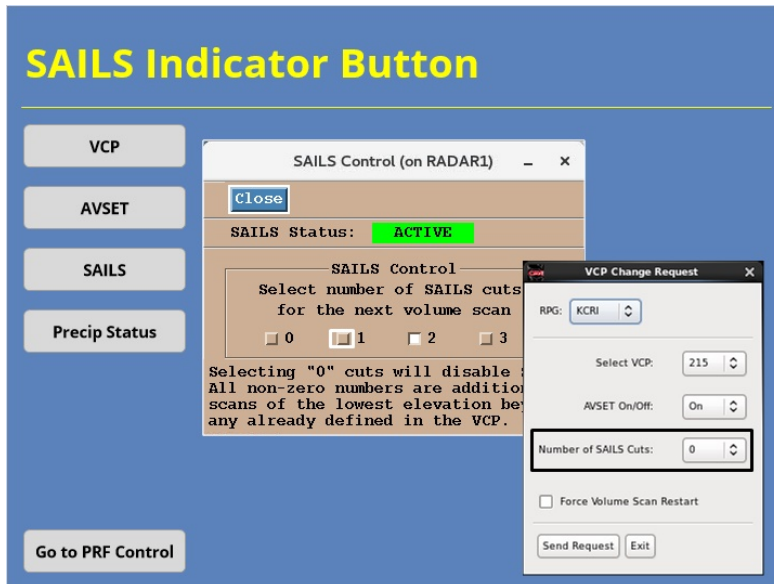 SAILS Indicator Button
VCP
AVSET
SAILS
Precip Status
Go to PRF Control
SAILS Control (on RADAR1)
Close
SAILS Status: ACTIVE
SAILS Control
Select number of SAILS cuts
for the next volume scan
0 1 2 3
Selecting "0" cuts will disable
All non-zero numbers are addition
scans of the lowest elevation be
any already defined in the VCP.
VCP Change Request
RPG: KCRI
Select VCP: 215
AVSET On/Off: On
Number of SAILS Cuts: 0
Force Volume Scan Restart
Send Request Exit